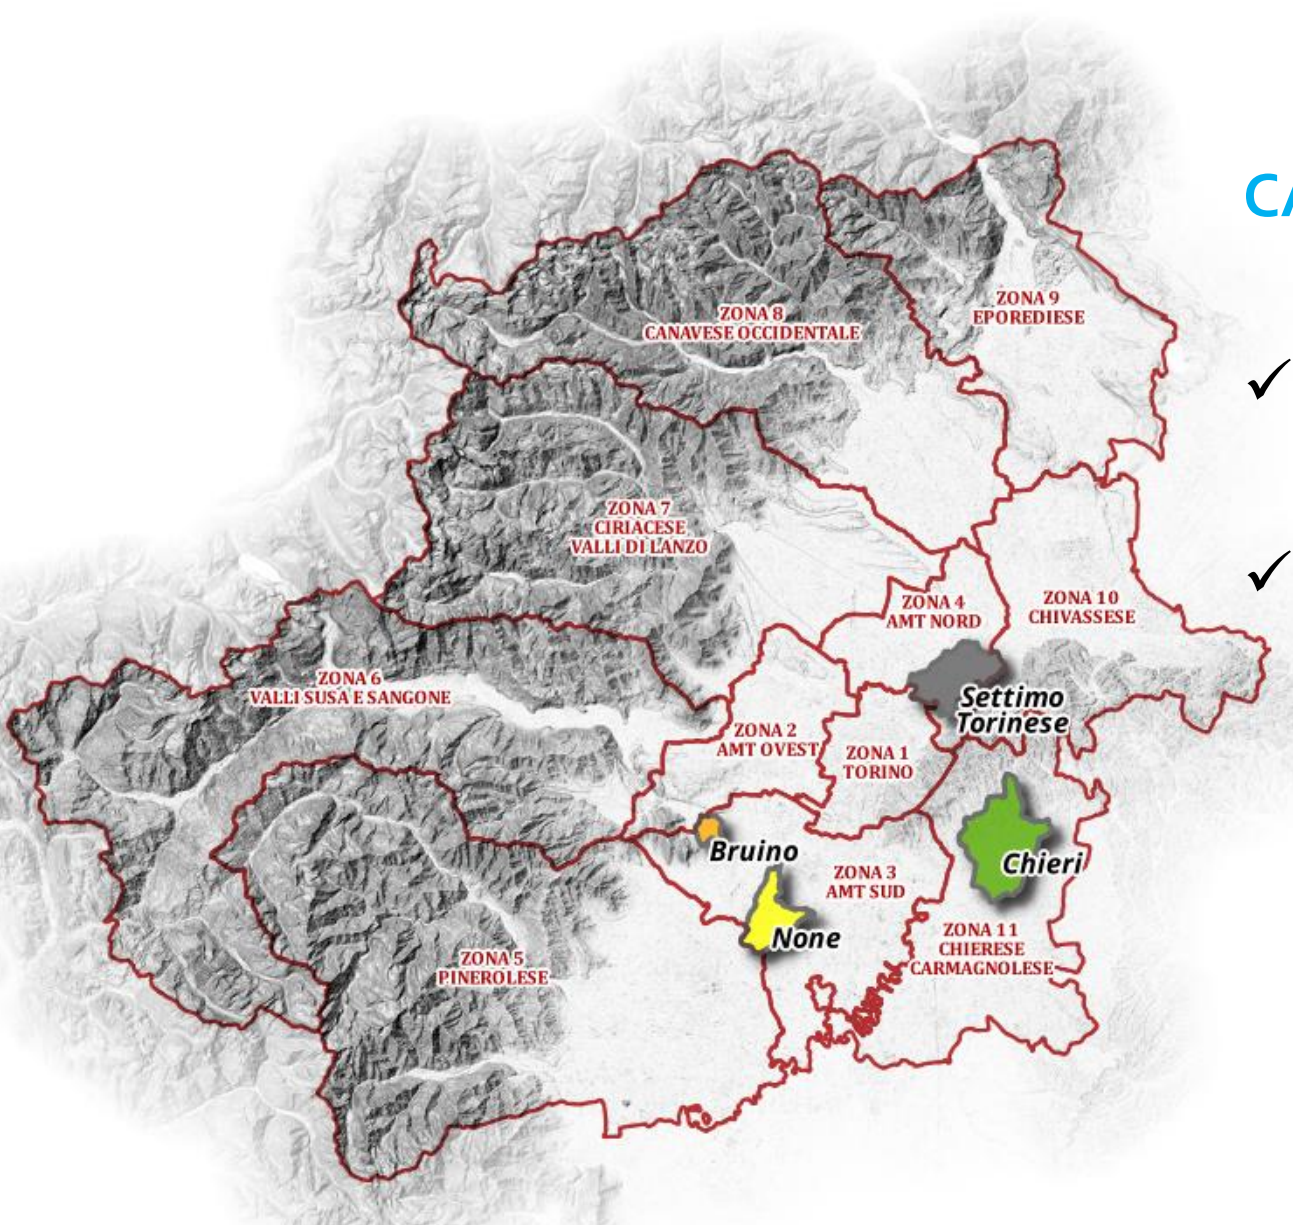 CA
ZONA 9
EPOREDIESE
ZONA 8
CANAVESE OCCIDENTALE
ZONA 7
CIRIACESE
VALLI DI LANZO
ZONA 4
AMT NORD
ZONA 10
CHIVASSESE
ZONA 6
VALLI SUSA E SANGONE
Settimo
Torinese
ZONA 2
AMT OVEST
ZONA 1
TORINO
Bruino
Chieri
ZONA 3
AMT SUD
None
ZONA 11
CHIERESE
CARMAGNOLESE
ZONA 5
PINEROLESE